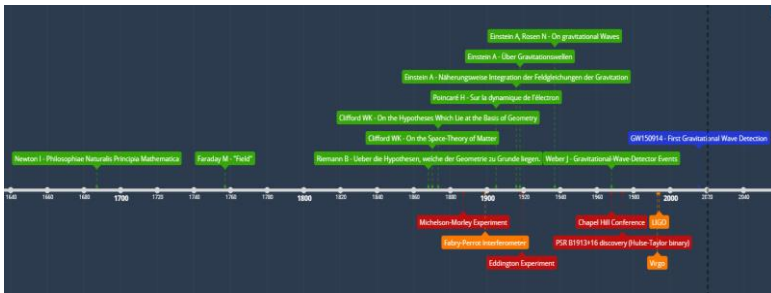 Einstein A, Rosen N - On gravitational Waves
Einstein A - Über Gravitationswellen
Einstein A - Näherungsweise Integration der Feldgleichungen der Gravitation
Poincaré H - Sur la dynamique de l'électron
Clifford WK - On the Hypotheses Which Lie at the Basis of Geometry
Clifford WK - On the Space-Theory of Matter
GW150914 - First Gravitational Wave Detection
Newton I - Philosophiae Naturalis Principia Mathematica
Faraday M - "Field"
Riemann B - Ueber die Hypothesen, welche der Geometrie zu Grunde liegen.
Weber J - Gravitational-Wave-Detector Events
1640 1660 1680 1700 1720 1740 1760 1780 1800 1820 1840 1860 1880 1900 1920 1940 1960 1980 2000 2020 2040
Michelson-Morley Experiment
Chapel Hill Conference
LIGO
Fabry-Perrot Interferometer
PSR B1913+16 discovery (Hulse-Taylor binary)
Eddington Experiment
Virgo